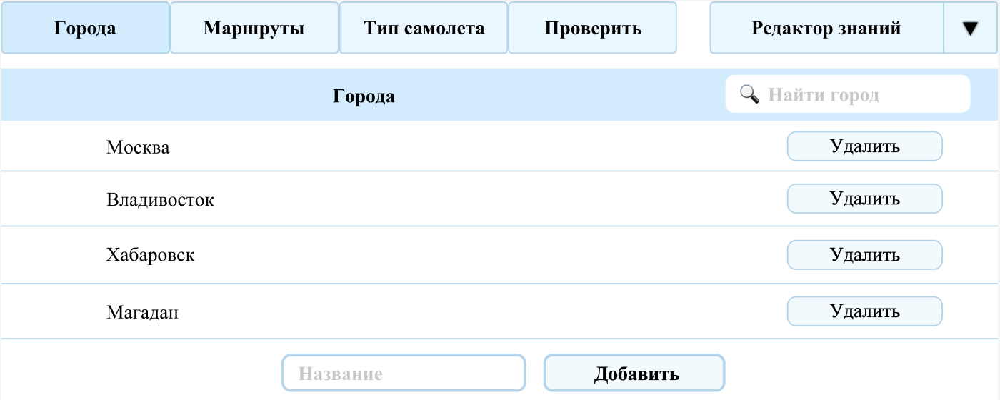 Города Маршруты Тип самолета Проверить Редактор знаний ▼
Города Найти город
Москва Удалить
Владивосток Удалить
Хабаровск Удалить
Магадан Удалить
Название Добавить